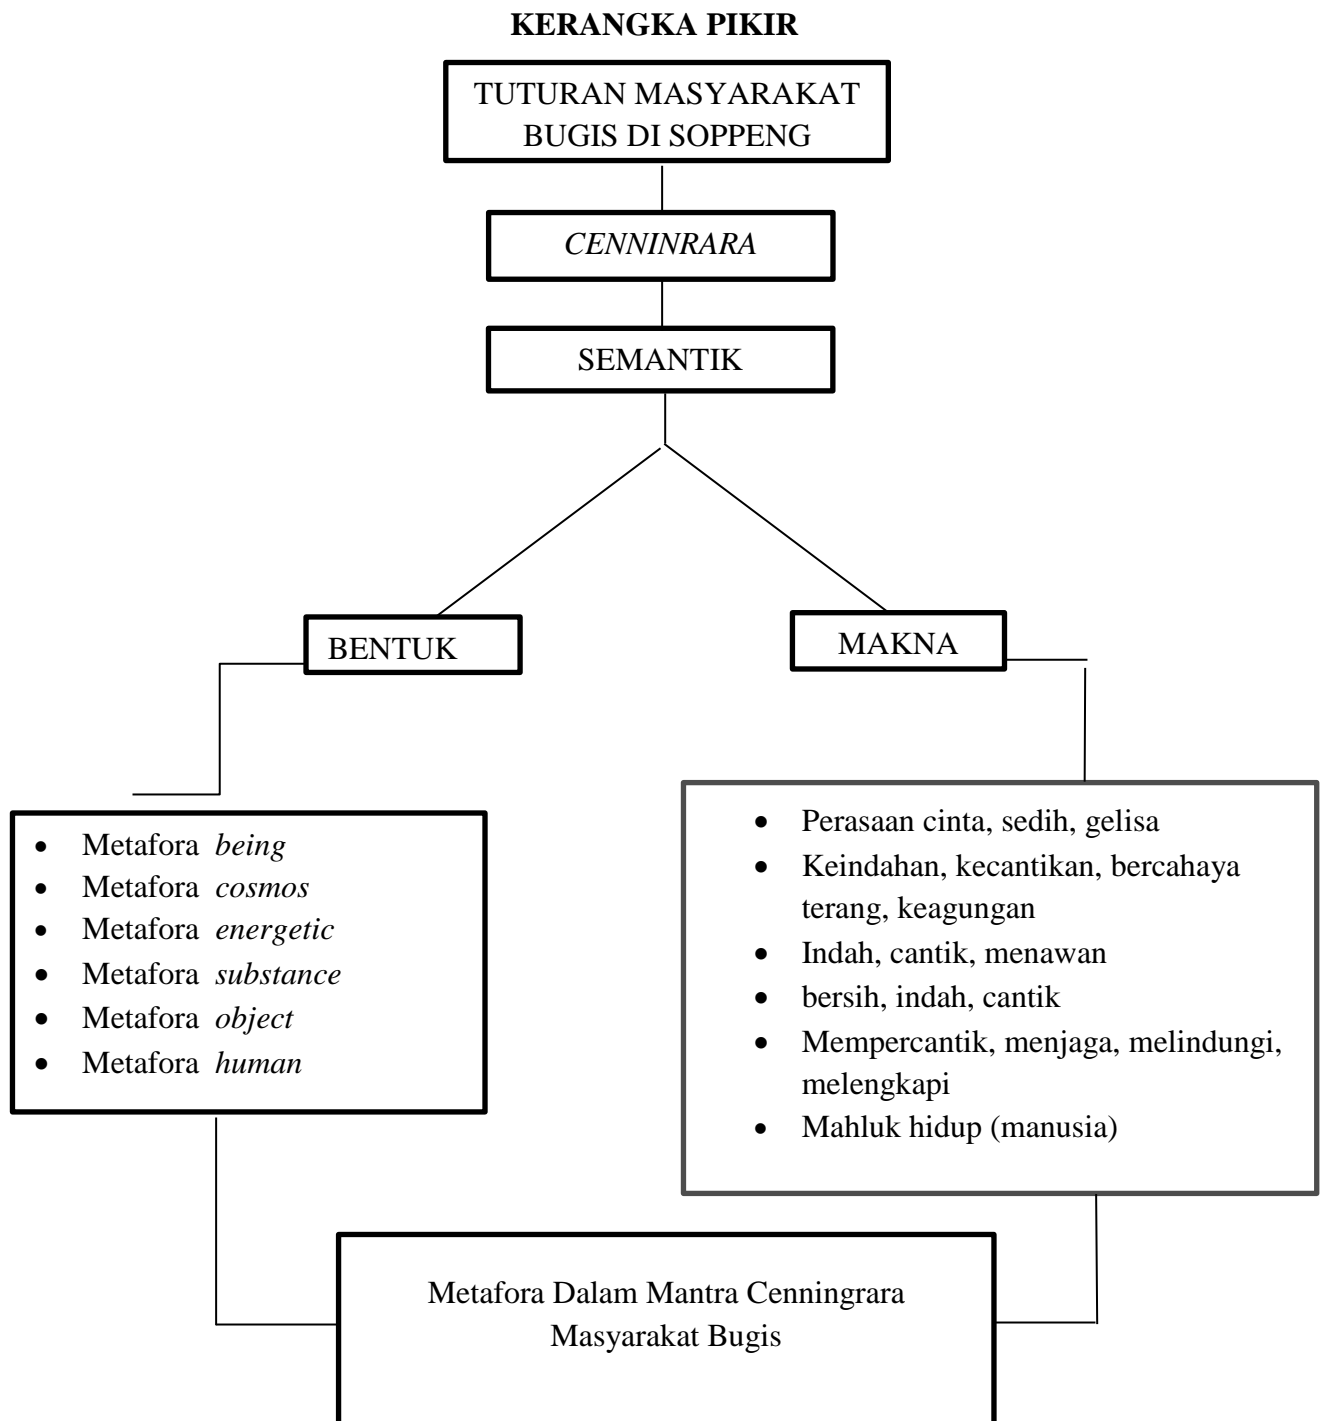 KERANGKA PIKIR
TUTURAN MASYARAKAT
BUGIS DI SOPPENG
CENNINRARA
SEMANTIK
BENTUK
MAKNA
• Metafora being
• Metafora cosmos
• Metafora energetic
• Metafora substance
• Metafora object
• Metafora human
• Perasaan cinta, sedih, gelisa
• Keindahan, kecantikan, bercahaya
terang, keagungan
• Indah, cantik, menawan
• bersih, indah, cantik
• Mempercantik, menjaga, melindungi,
melengkapi
• Mahluk hidup (manusia)
Metafora Dalam Mantra Cenningrara
Masyarakat Bugis